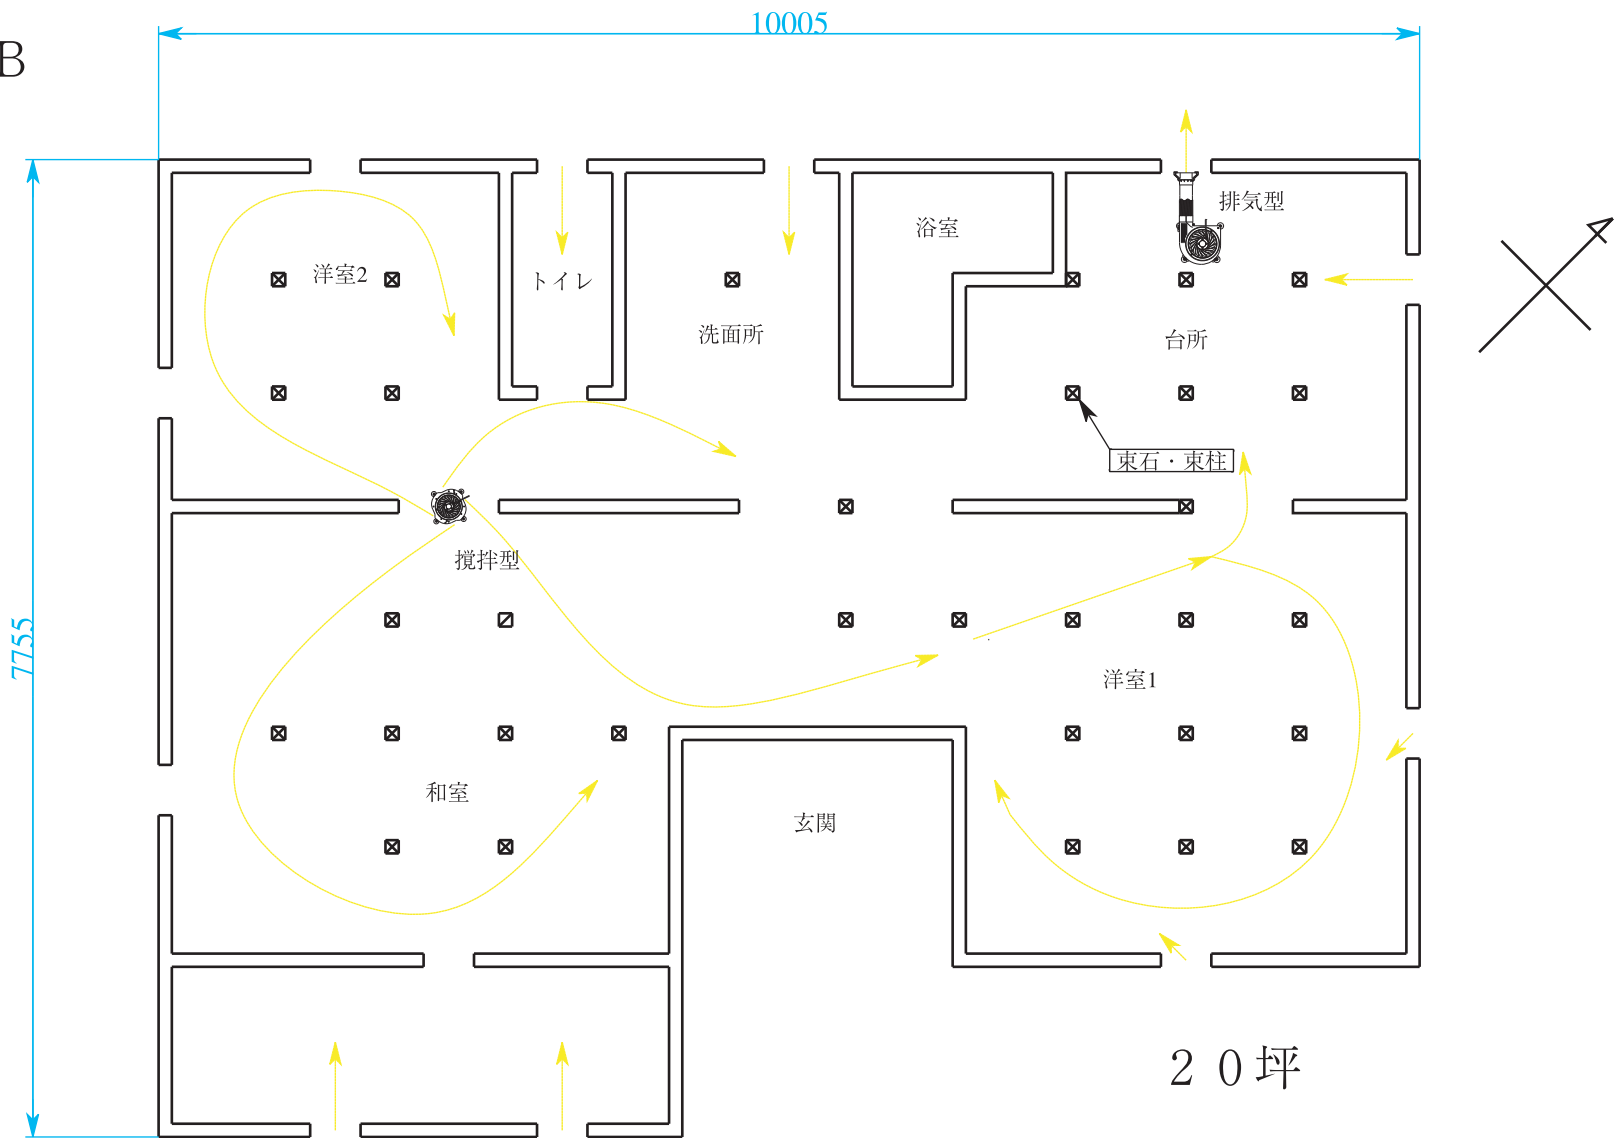 10005
B
排気型
浴室
洋室2
トイレ
洗面所
台所
束石・束柱
撹拌型
7755
洋室1
和室
玄関
２０坪